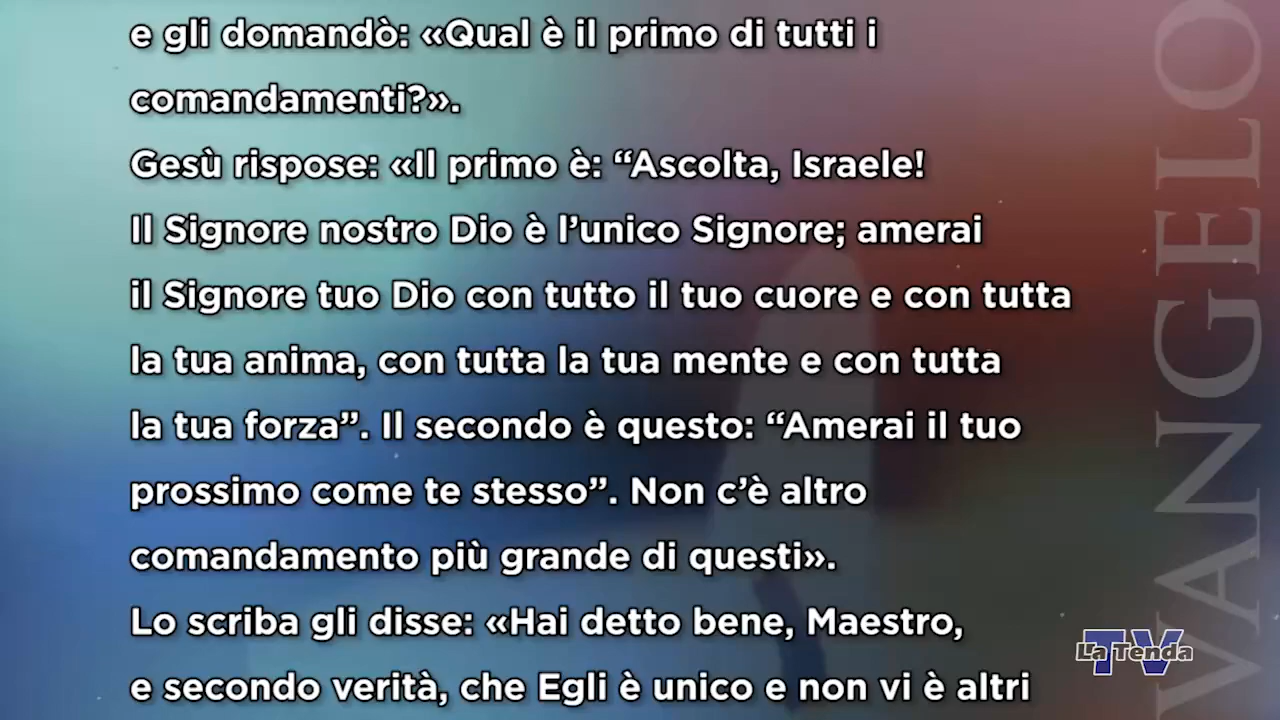 e gli domandò: «Qual è il primo di tutti i
comandamenti?».
Gesù rispose: «Il primo è: “Ascolta, Israele!
Il Signore nostro Dio è l’unico Signore; amerai
il Signore tuo Dio con tutto il tuo cuore e con tutta
la tua anima, con tutta la tua mente e con tutta
la tua forza”. Il secondo è questo: “Amerai il tuo
prossimo come te stesso”. Non c’è altro
comandamento più grande di questi».
Lo scriba gli disse: «Hai detto bene, Maestro,
e secondo verità, che Egli è unico e non vi è altri
VANGELO
TV
La Tenda